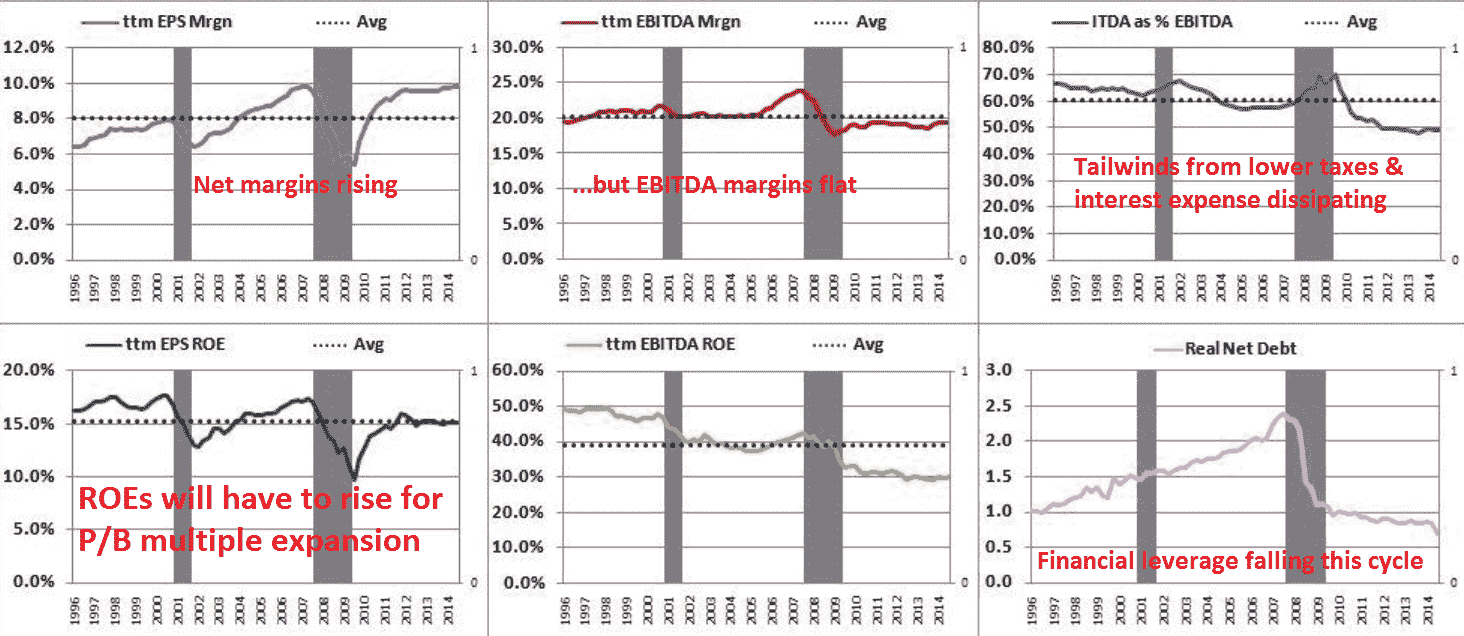 ttm EPS Mrgn Avg
12.0%
10.0%
8.0%
6.0%
4.0%
2.0%
0.0%
1
0
Net margins rising
1996 1997 1998 1999 2000 2001 2002 2003 2004 2005 2006 2007 2008 2009 2010 2011 2012 2013 2014
ttm EBITDA Mrgn Avg
30.0%
25.0%
20.0%
15.0%
10.0%
5.0%
0.0%
1
0
...but EBITDA margins flat
1996 1997 1998 1999 2000 2001 2002 2003 2004 2005 2006 2007 2008 2009 2010 2011 2012 2013 2014
ITDA as % EBITDA Avg
80.0%
70.0%
60.0%
50.0%
40.0%
30.0%
20.0%
10.0%
0.0%
1
0
Tailwinds from lower taxes &
interest expense dissipating
1996 1997 1998 1999 2000 2001 2002 2003 2004 2005 2006 2007 2008 2009 2010 2011 2012 2013 2014
ttm EPS ROE Avg
20.0%
15.0%
10.0%
5.0%
0.0%
1
0
ROEs will have to rise for
P/B multiple expansion
1996 1997 1998 1999 2000 2001 2002 2003 2004 2005 2006 2007 2008 2009 2010 2011 2012 2013 2014
ttm EBITDA ROE Avg
60.0%
50.0%
40.0%
30.0%
20.0%
10.0%
0.0%
1
0
1996 1997 1998 1999 2000 2001 2002 2003 2004 2005 2006 2007 2008 2009 2010 2011 2012 2013 2014
Real Net Debt
3.0
2.5
2.0
1.5
1.0
0.5
0.0
1
0
Financial leverage falling this cycle
1996 1997 1998 1999 2000 2001 2002 2003 2004 2005 2006 2007 2008 2009 2010 2011 2012 2013 2014